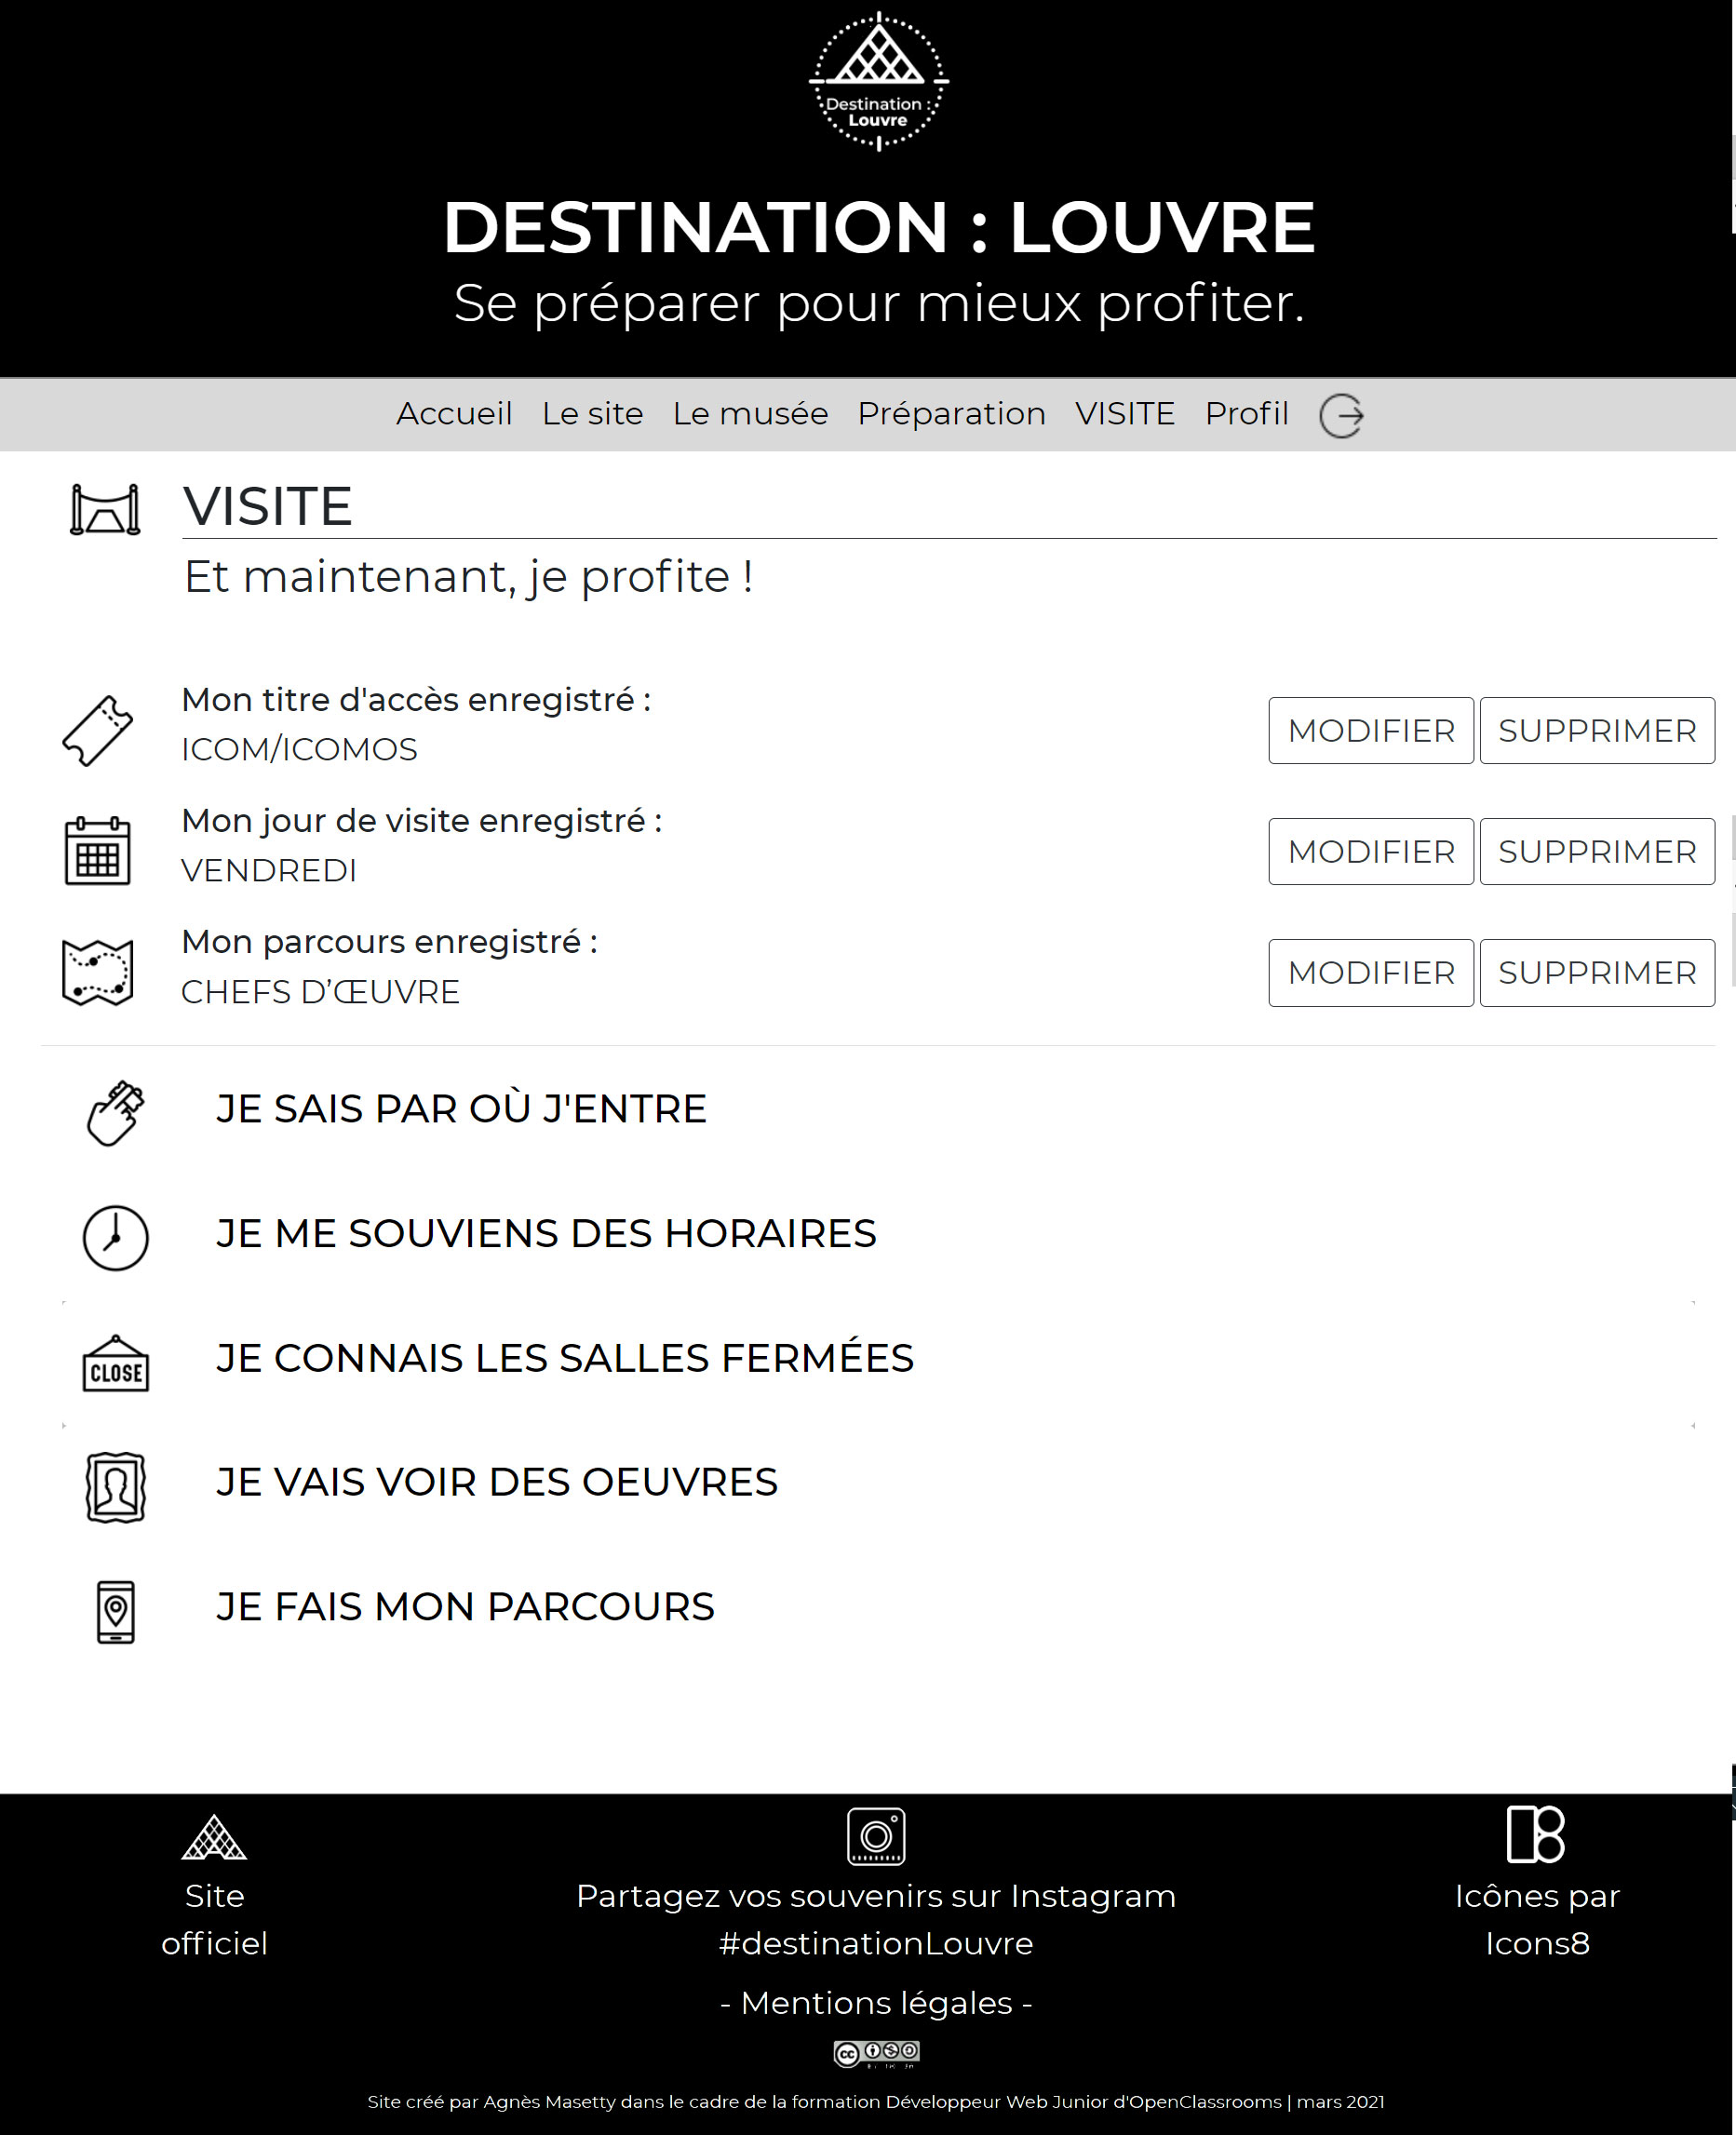 Destination :
Louvre
DESTINATION : LOUVRE
Se préparer pour mieux profiter.
Accueil Le site Le musée Préparation VISITE Profil
VISITE
Et maintenant, je profite !
Mon titre d'accès enregistré :
ICOM/ICOMOS
MODIFIER SUPPRIMER
Mon jour de visite enregistré :
VENDREDI
MODIFIER SUPPRIMER
Mon parcours enregistré :
CHEFS D’ŒUVRE
MODIFIER SUPPRIMER
JE SAIS PAR OÙ J'ENTRE
JE ME SOUVIENS DES HORAIRES
CLOSE
JE CONNAIS LES SALLES FERMÉES
JE VAIS VOIR DES OEUVRES
JE FAIS MON PARCOURS
Site
officiel
Partagez vos souvenirs sur Instagram
#destinationLouvre
Icônes par
Icons8
- Mentions légales -
cc
Site créé par Agnès Masetty dans le cadre de la formation Développeur Web Junior d'OpenClassrooms | mars 2021